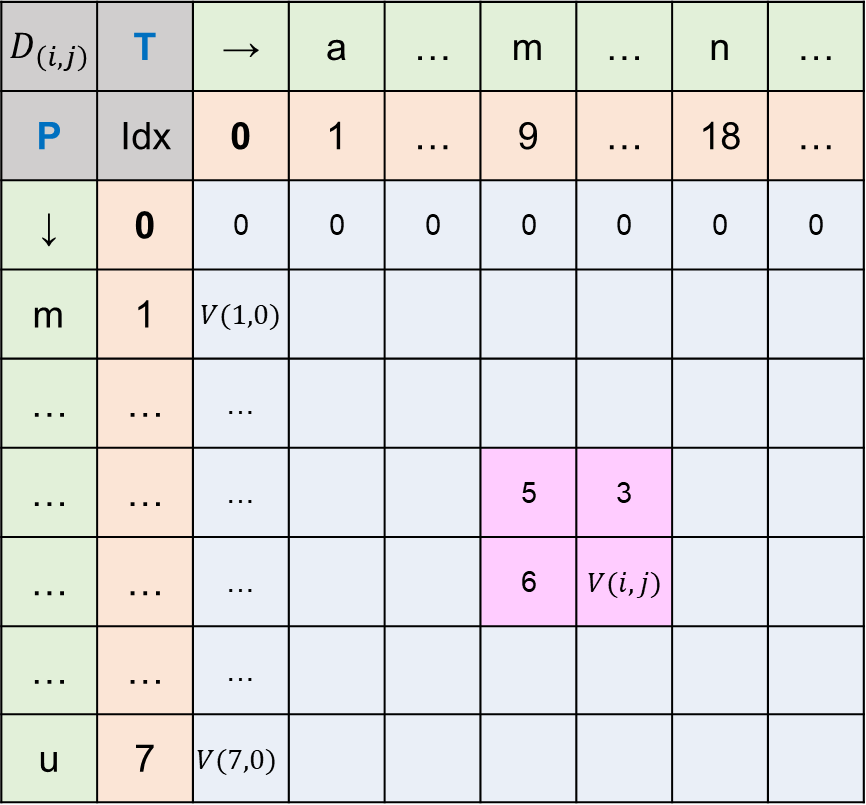 D(i,j) T → a … m … n …
P Idx 0 1 … 9 … 18 …
↓ 0 0 0 0 0 0 0 0
m 1 V(1,0)
… … …
… … … 5 3
… … … 6 V(i,j)
… … …
u 7 V(7,0)